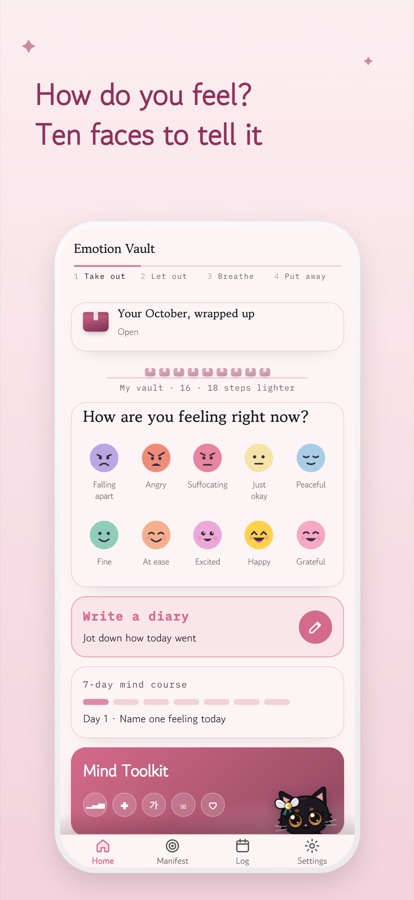 How do you feel?
Ten faces to tell it
Emotion Vault
1 Take out 2 Let out 3 Breathe 4 Put away
Your October, wrapped up
Open
My vault · 16 · 18 steps lighter
How are you feeling right now?
Falling apart
Angry
Suffocating
Just okay
Peaceful
Fine
At ease
Excited
Happy
Grateful
Write a diary
Jot down how today went
7-day mind course
Day 1 · Name one feeling today
Mind Toolkit
가
Home
Manifest
Log
Settings